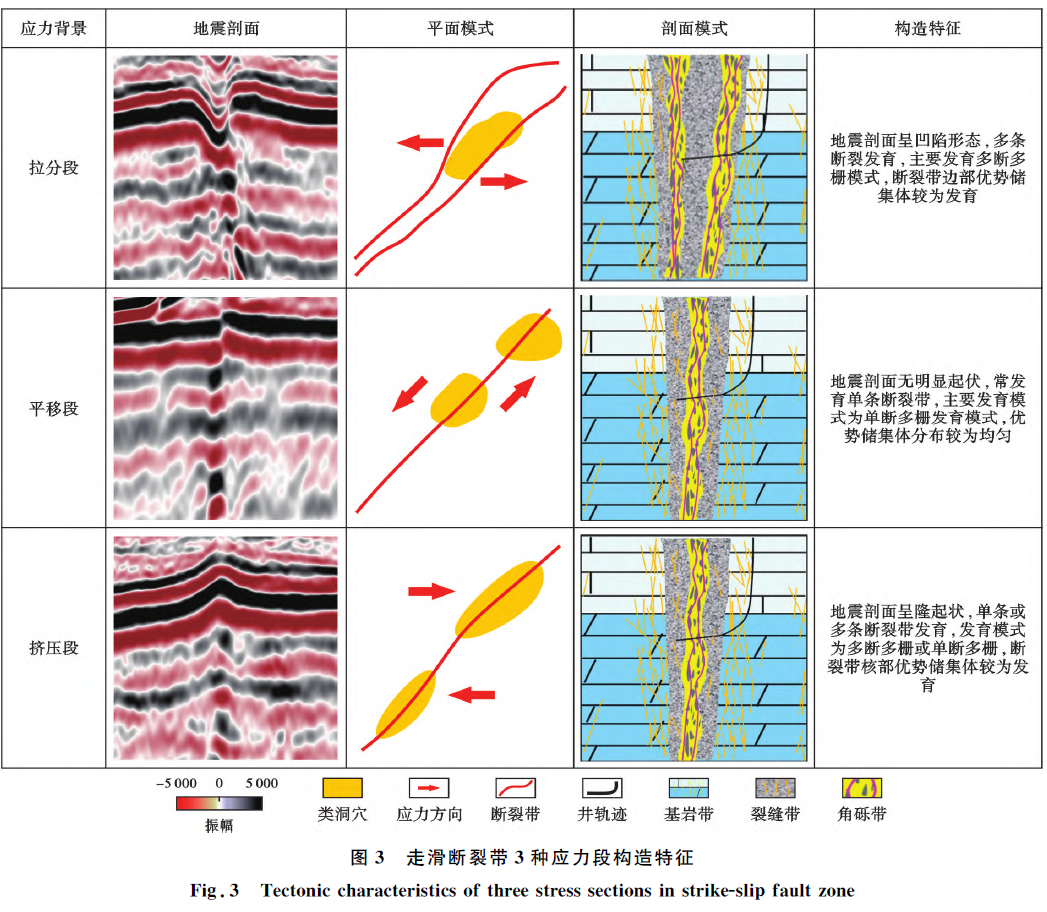 应力背景 地震剖面 平面模式 剖面模式 构造特征
拉分段
地震剖面呈凹陷形态，多条
断裂发育，主要发育多断多
栅模式，断裂带边部优势储
集体较为发育
平移段
地震剖面无明显起伏，常发
育单条断裂带，主要发育模
式为单断多栅发育模式，优
势储集体分布较为均匀
挤压段
地震剖面呈隆起状，单条或
多条断裂带发育，发育模式
为多断多栅或单断多栅，断
裂带核部优势储集体较为发
育
-5 000 0 5 000
振幅
类洞穴 应力方向 断裂带 井轨迹 基岩带 裂缝带 角砾带
图 3 走滑断裂带 3 种应力段构造特征
Fig. 3 Tectonic characteristics of three stress sections in strike-slip fault zone